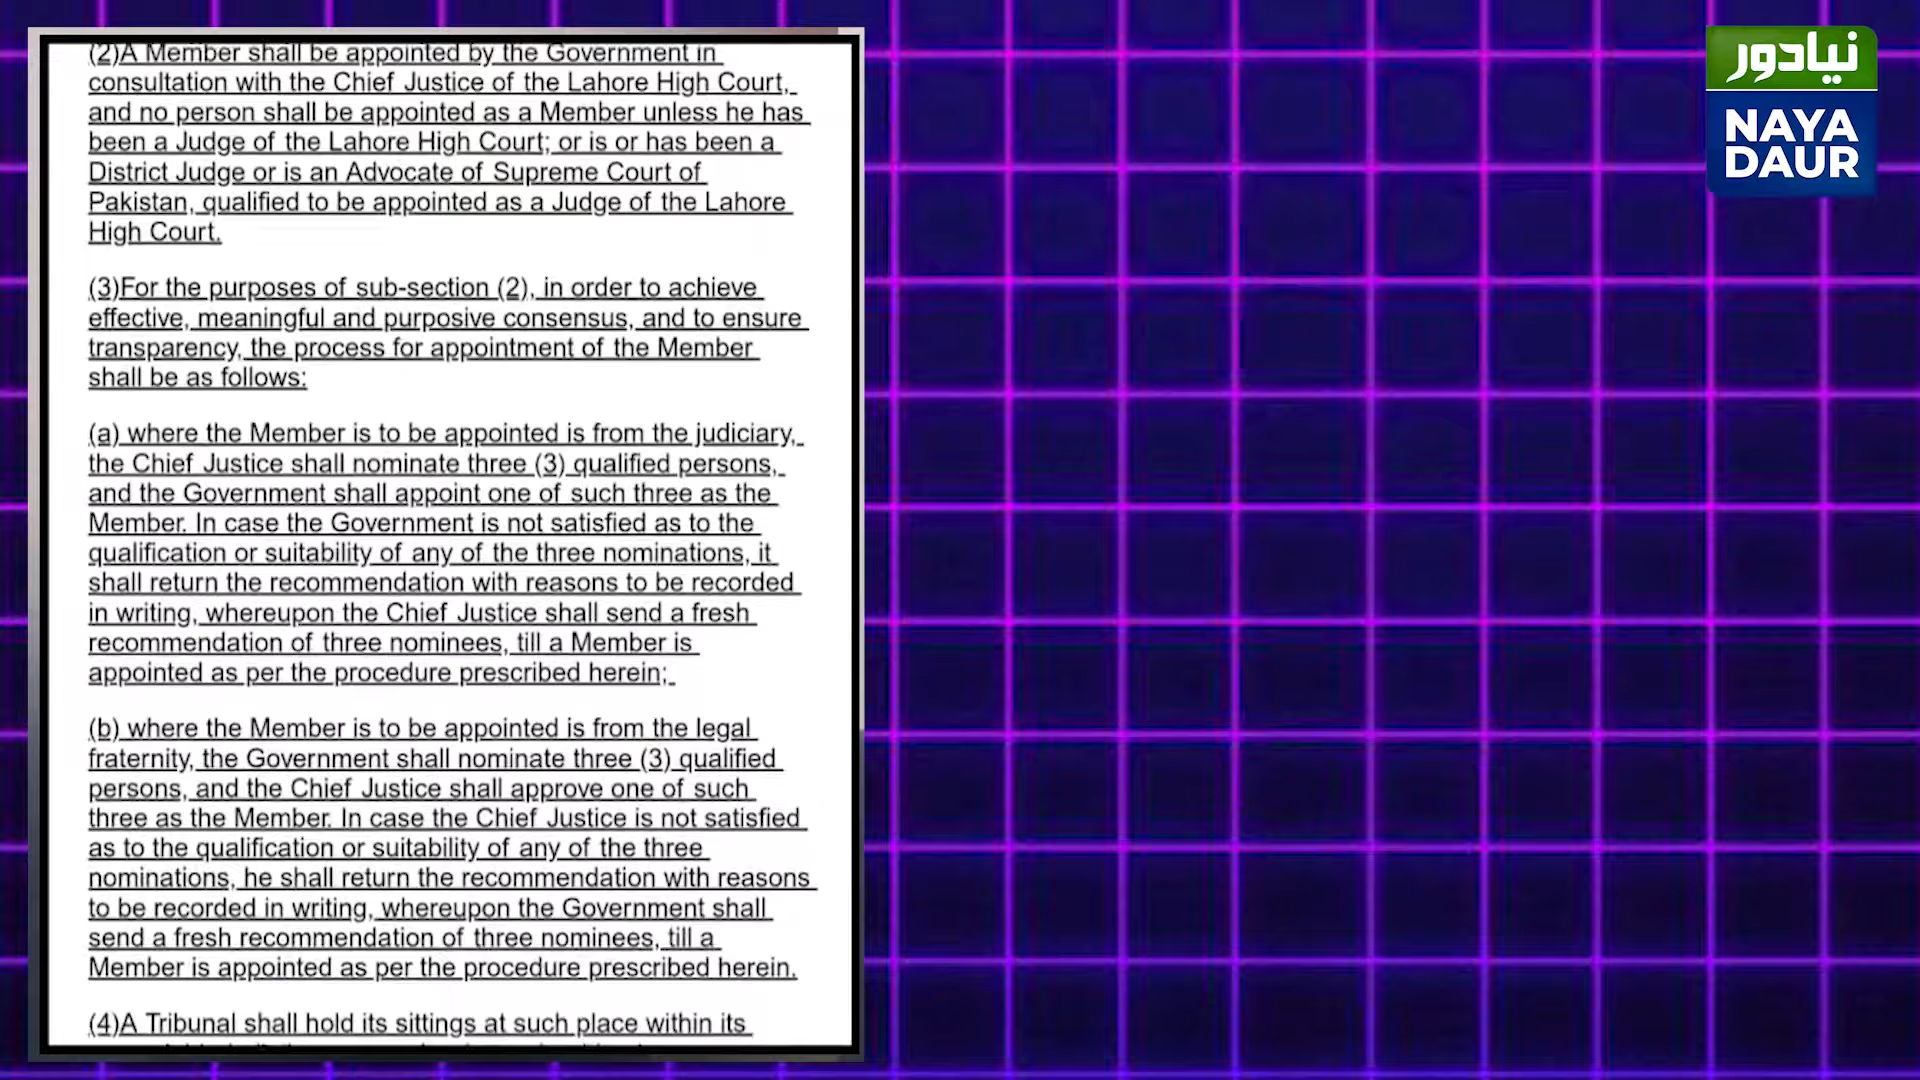 (2)A Member shall be appointed by the Government in
consultation with the Chief Justice of the Lahore High Court,
and no person shall be appointed as a Member unless he has
been a Judge of the Lahore High Court; or is or has been a
District Judge or is an Advocate of Supreme Court of
Pakistan, qualified to be appointed as a Judge of the Lahore
High Court.
(3)For the purposes of sub-section (2), in order to achieve
effective, meaningful and purposive consensus, and to ensure
transparency, the process for appointment of the Member
shall be as follows:
(a) where the Member is to be appointed is from the judiciary,
the Chief Justice shall nominate three (3) qualified persons,
and the Government shall appoint one of such three as the
Member. In case the Government is not satisfied as to the
qualification or suitability of any of the three nominations, it
shall return the recommendation with reasons to be recorded
in writing, whereupon the Chief Justice shall send a fresh
recommendation of three nominees, till a Member is
appointed as per the procedure prescribed herein;
(b) where the Member is to be appointed is from the legal
fraternity, the Government shall nominate three (3) qualified
persons, and the Chief Justice shall approve one of such
three as the Member. In case the Chief Justice is not satisfied
as to the qualification or suitability of any of the three
nominations, he shall return the recommendation with reasons
to be recorded in writing, whereupon the Government shall
send a fresh recommendation of three nominees, till a
Member is appointed as per the procedure prescribed herein.
(4)A Tribunal shall hold its sittings at such place within its
نیادور
NAYA
DAUR